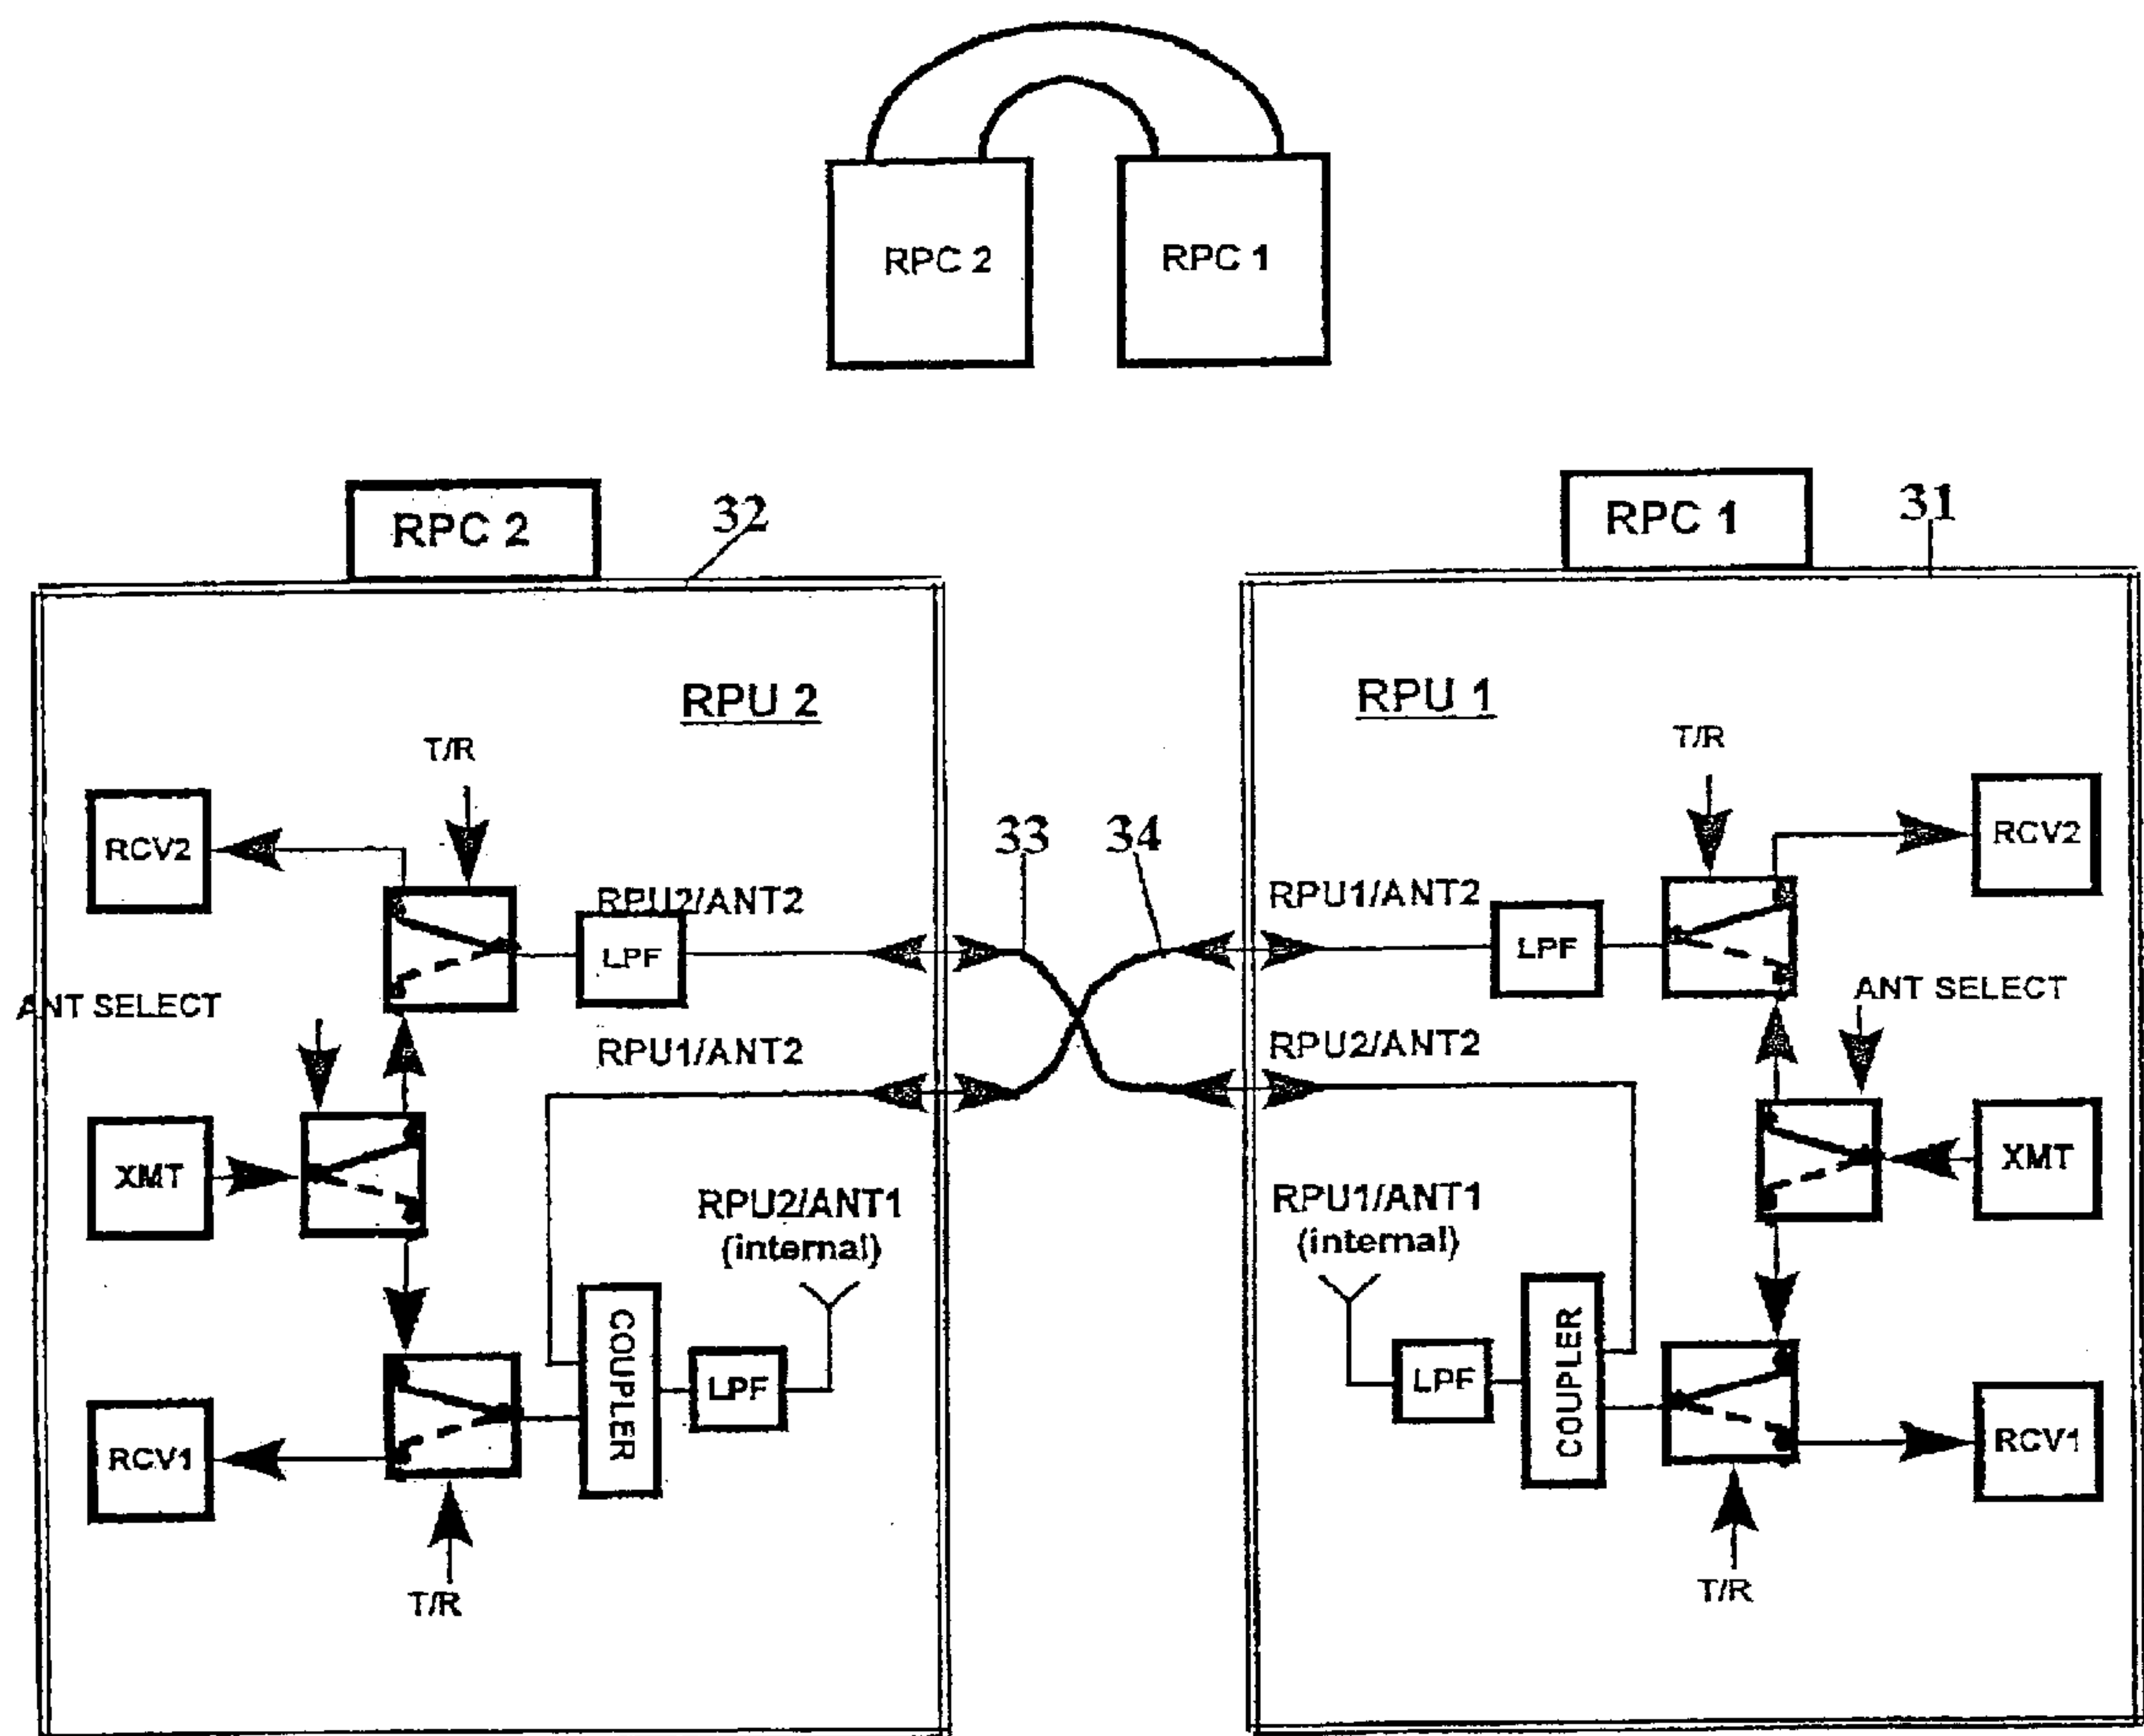 RPC 2
RPC 1
RPC 2
32
RPC 1
31
RPU 2
RPU 1
T/R
T/R
RCV2
RCV2
33
34
RPU2/ANT2
RPU1/ANT2
LPF
LPF
ANT SELECT
ANT SELECT
RPU1/ANT2
RPU2/ANT2
XMT
XMT
RPU2/ANT1
(internal)
RPU1/ANT1
(internal)
COUPLER
LPF
LPF
COUPLER
RCV1
RCV1
T/R
T/R